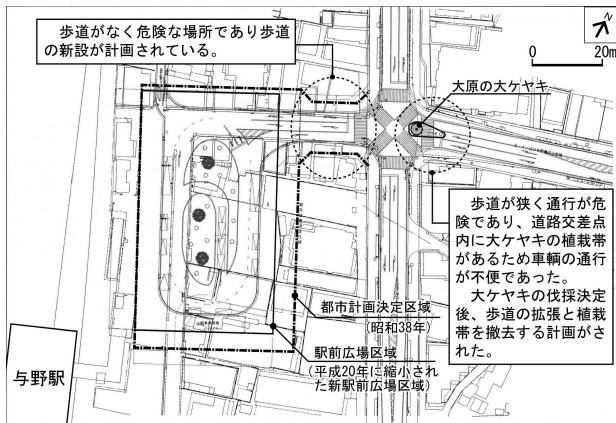 歩道がなく危険な場所であり歩道
の新設が計画されている。
N
0 20m
大原の大ケヤキ
歩道が狭く通行が危
険であり、道路交差点
内に大ケヤキの植栽帯
があるため車輌の通行
が不便であった。
大ケヤキの伐採決定
後、歩道の拡張と植栽
帯を撤去する計画がさ
れた。
都市計画決定区域
(昭和38年)
駅前広場区域
(平成20年に縮小され
た新駅前広場区域)
与野駅